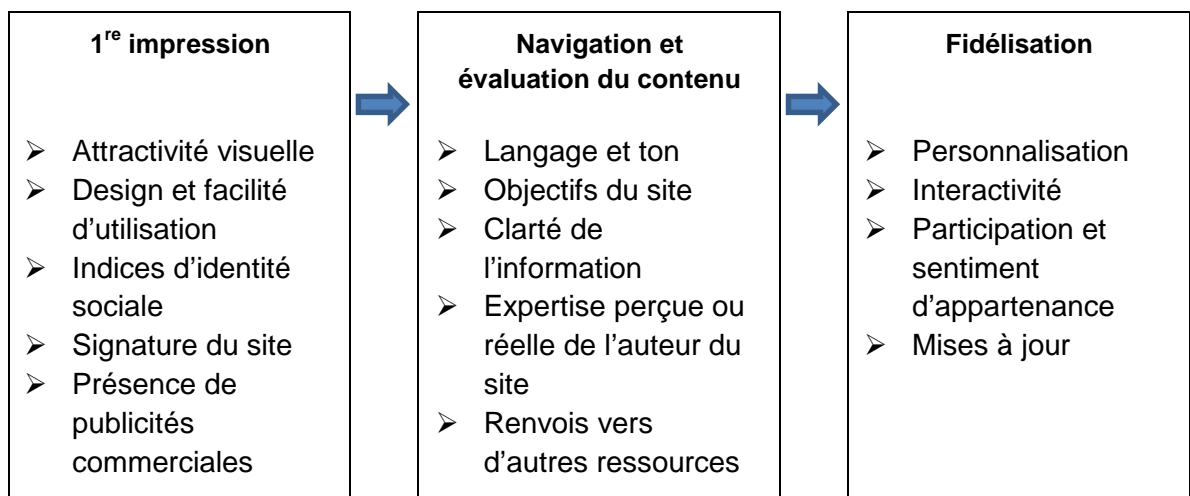 1re impression
➢ Attractivité visuelle
➢ Design et facilité
d’utilisation
➢ Indices d’identité
sociale
➢ Signature du site
➢ Présence de
publicités
commerciales
Navigation et
évaluation du contenu
➢ Langage et ton
➢ Objectifs du site
➢ Clarté de
l’information
➢ Expertise perçue ou
réelle de l’auteur du
site
➢ Renvois vers
d’autres ressources
Fidélisation
➢ Personnalisation
➢ Interactivité
➢ Participation et
sentiment
d’appartenance
➢ Mises à jour